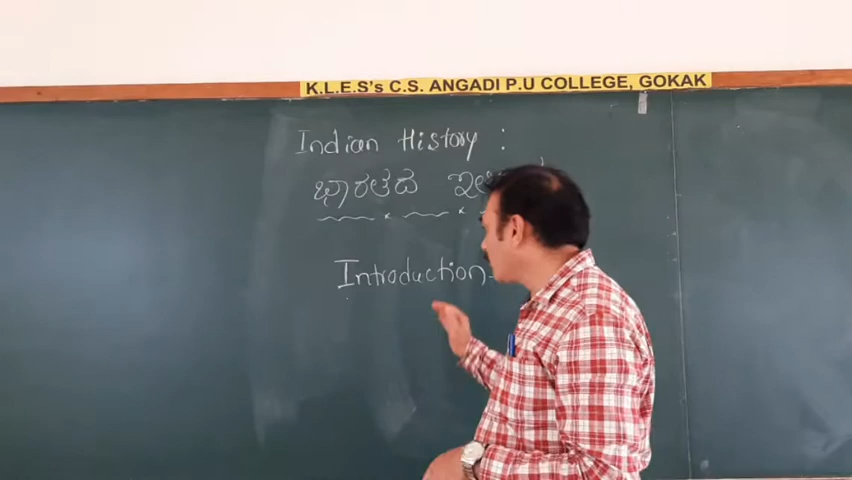 K.L.E.S's C.S. ANGADI P.U COLLEGE, GOKAK
Indian History :
ಭಾರತದ
Introduction-